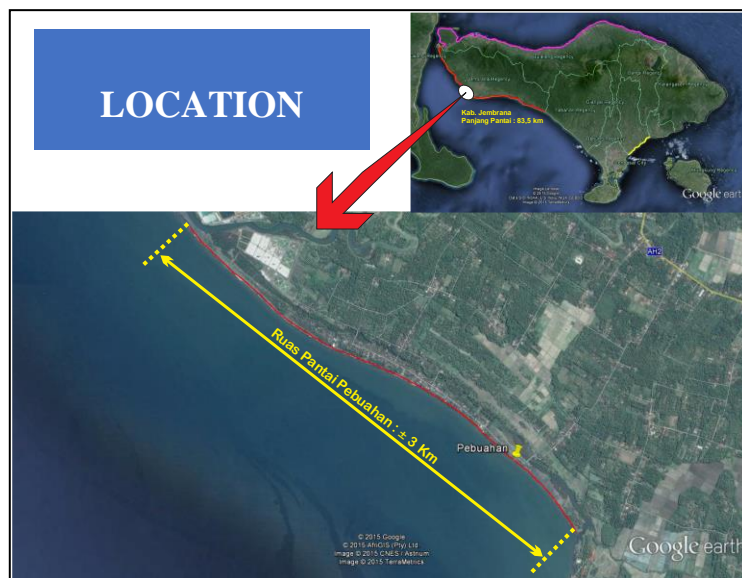 LOCATION
Kab. Jembrana
Panjang Pantai : 83,5 km
Google earth
AH2
Ruas Pantai Pebuahan : ± 3 Km
Pebuahan
© 2015 Google
© 2015 AfriGIS (Pty) Ltd
Image © 2015 CNES / Astrium
Image © 2015 TerraMetrics
Google earth